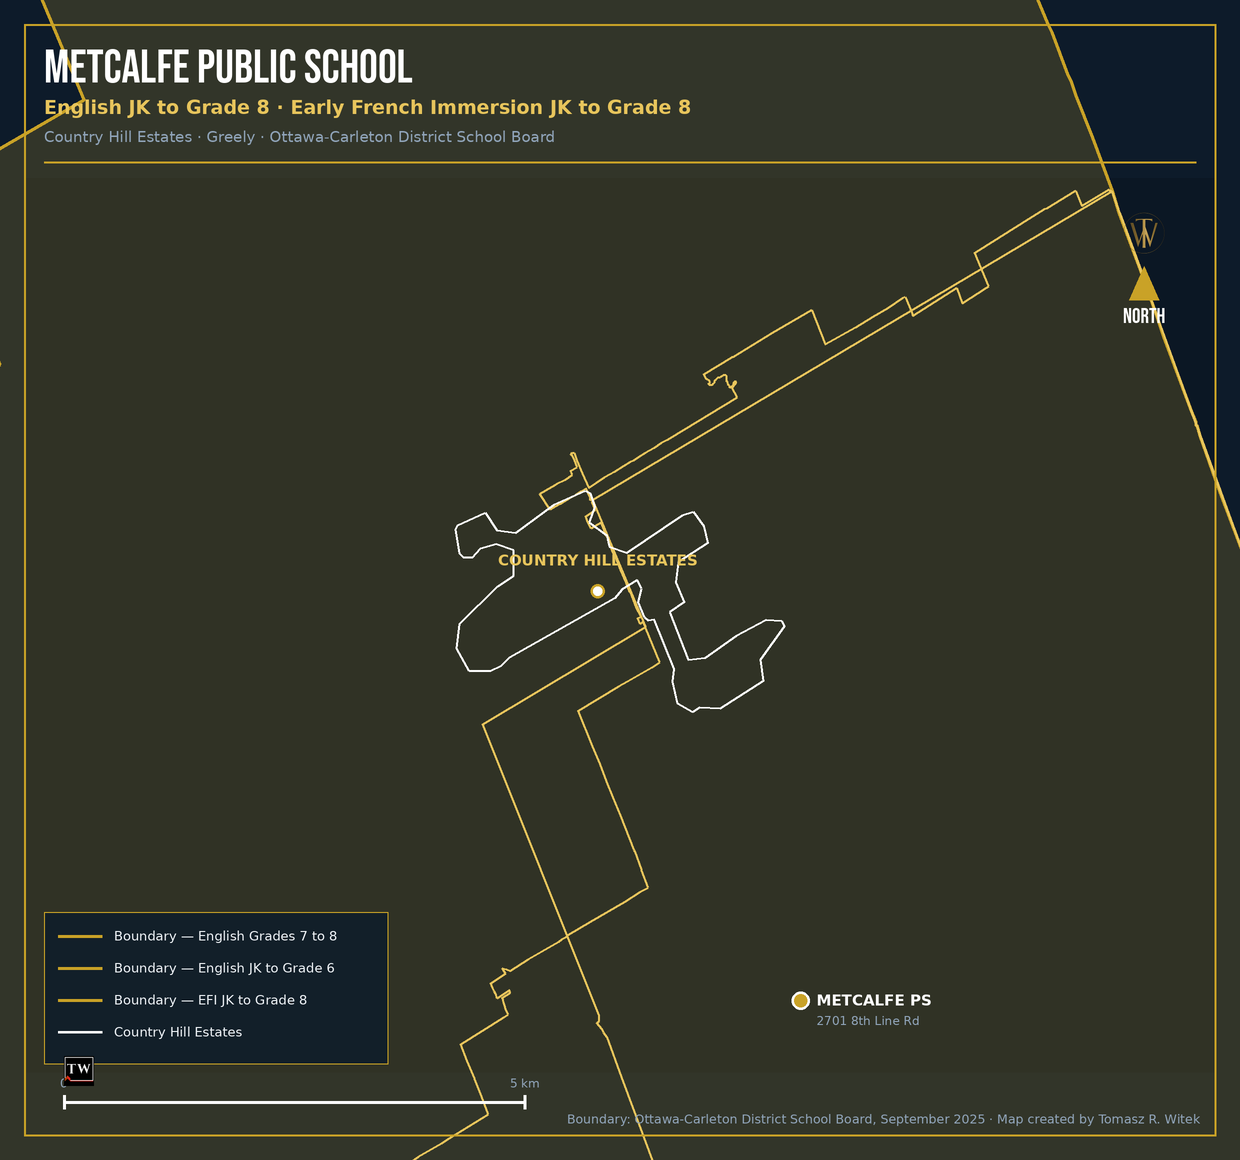 METCALFE PUBLIC SCHOOL
English JK to Grade 8 · Early French Immersion JK to Grade 8
Country Hill Estates · Greely · Ottawa-Carleton District School Board
TW
NORTH
COUNTRY HILL ESTATES
Boundary — English Grades 7 to 8
Boundary — English JK to Grade 6
Boundary — EFI JK to Grade 8
Country Hill Estates
METCALFE PS
2701 8th Line Rd
TW
5 km
Boundary: Ottawa-Carleton District School Board, September 2025 · Map created by Tomasz R. Witek